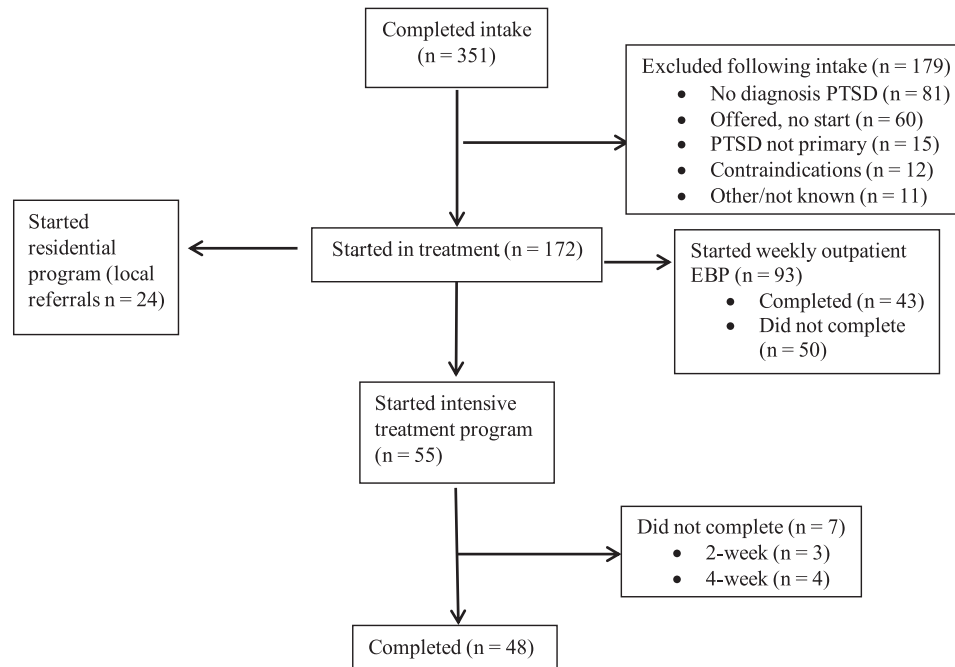 Completed intake
(n = 351)
Excluded following intake (n = 179)
• No diagnosis PTSD (n = 81)
• Offered, no start (n = 60)
• PTSD not primary (n = 15)
• Contraindications (n = 12)
• Other/not known (n = 11)
Started
residential
program (local
referrals n = 24)
Started in treatment (n = 172)
Started weekly outpatient
EBP (n = 93)
• Completed (n = 43)
• Did not complete
(n = 50)
Started intensive
treatment program
(n = 55)
Did not complete (n = 7)
• 2-week (n = 3)
• 4-week (n = 4)
Completed (n = 48)